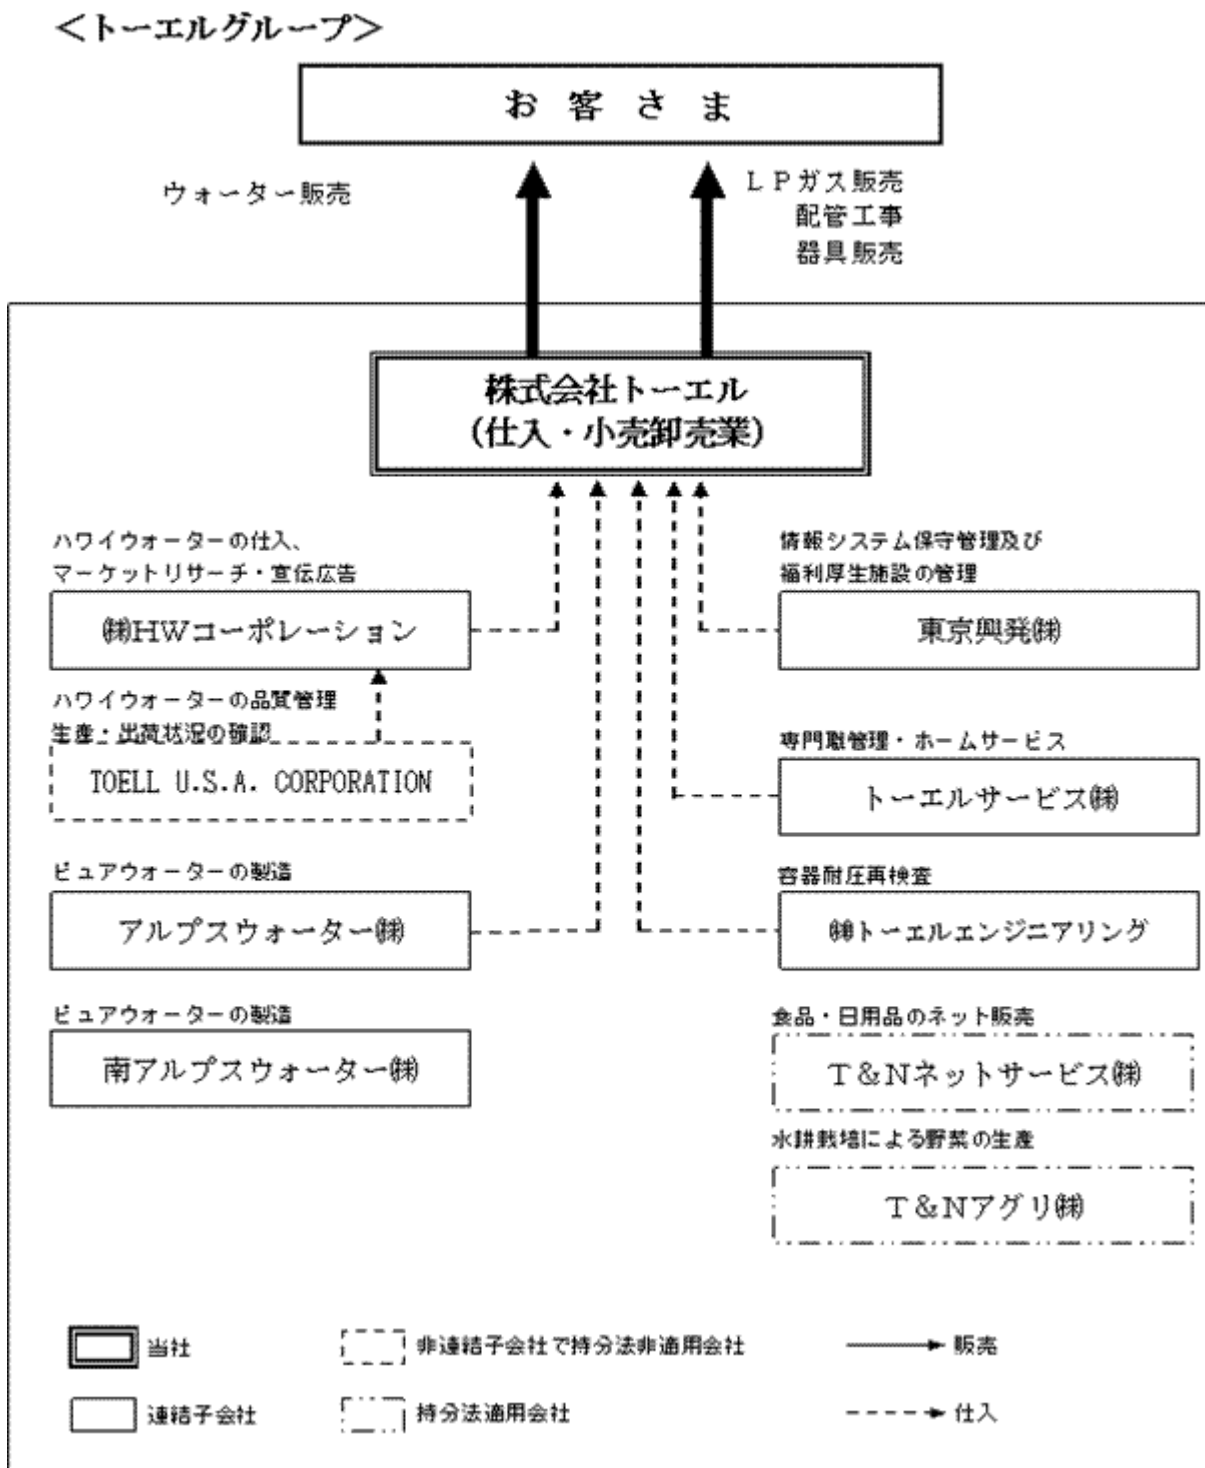 ＜トーエルグループ＞
お客さま
ウォーター販売
ＬＰガス販売
配管工事
器具販売
株式会社トーエル
（仕入・小売卸売業）
ハワイウォーターの仕入、
マーケットリサーチ・宣伝広告
㈱HWコーポレーション
ハワイウォーターの品質管理
生産・出荷状況の確認
TOELL U.S.A. CORPORATION
ピュアウォーターの製造
アルプスウォーター㈱
ピュアウォーターの製造
南アルプスウォーター㈱
情報システム保守管理及び
福利厚生施設の管理
東京興発㈱
専門職管理・ホームサービス
トーエルサービス㈱
容器耐圧再検査
㈱トーエルエンジニアリング
食品・日用品のネット販売
Ｔ＆Ｎネットサービス㈱
水耕栽培による野菜の生産
Ｔ＆Ｎアグリ㈱
当社
非連結子会社で持分法非適用会社
販売
連結子会社
持分法適用会社
仕入